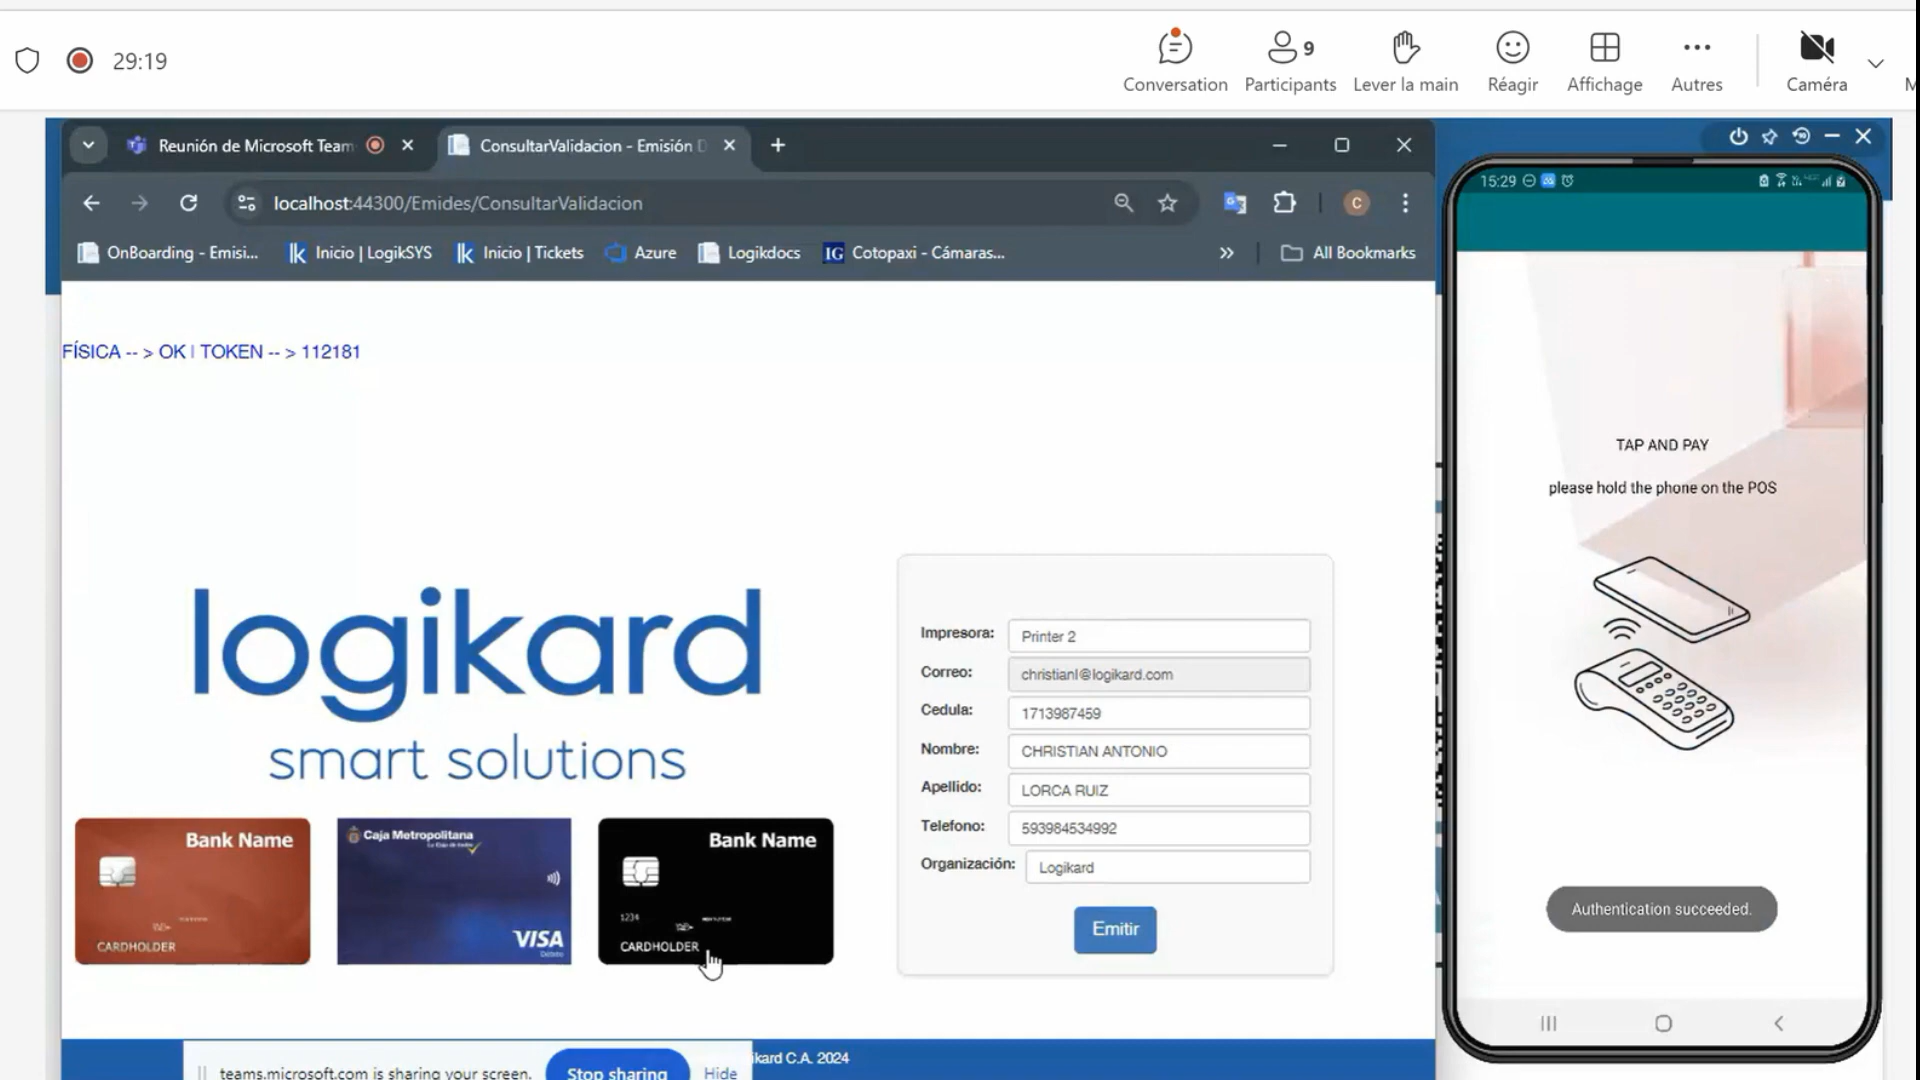 29:19
Conversation
Participants 9
Lever la main
Réagir
Affichage
Autres
Caméra
M
Reunión de Microsoft Team
ConsultarValidacion - Emisión D
localhost:44300/Emides/ConsultarValidacion
C
OnBoarding - Emisi...
Inicio | LogikSYS
Inicio | Tickets
Azure
Logikdocs
IG Cotopaxi - Cámaras...
All Bookmarks
FÍSICA -- > OK | TOKEN -- > 112181
logikard
smart solutions
Bank Name
CARDHOLDER
Caja Metropolitana
VISA
Bank Name
1234
CARDHOLDER
Impresora: Printer 2
Correo: christianl@logikard.com
Cedula: 1713987459
Nombre: CHRISTIAN ANTONIO
Apellido: LORCA RUIZ
Telefono: 593984534992
Organización: Logikard
Emitir
ikard C.A. 2024
teams.microsoft.com is sharing your screen.
Stop sharing
Hide
15:29
TAP AND PAY
please hold the phone on the POS
Authentication succeeded.